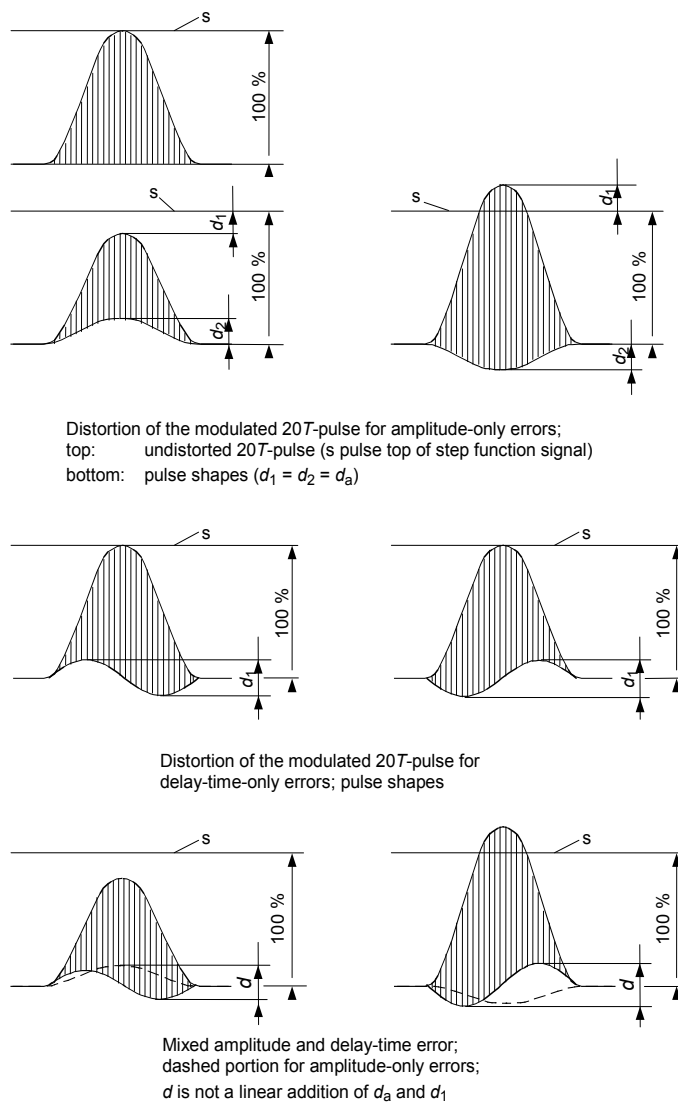 s
100 %
s
d1
100 %
d2
s
d1
100 %
d2
Distortion of the modulated 20T-pulse for amplitude-only errors;
top: undistorted 20T-pulse (s pulse top of step function signal)
bottom: pulse shapes (d1 = d2 = da)
s
100 %
d1
s
100 %
d1
Distortion of the modulated 20T-pulse for
delay-time-only errors; pulse shapes
s
100 %
d
s
100 %
d
Mixed amplitude and delay-time error;
dashed portion for amplitude-only errors;
d is not a linear addition of da and d1